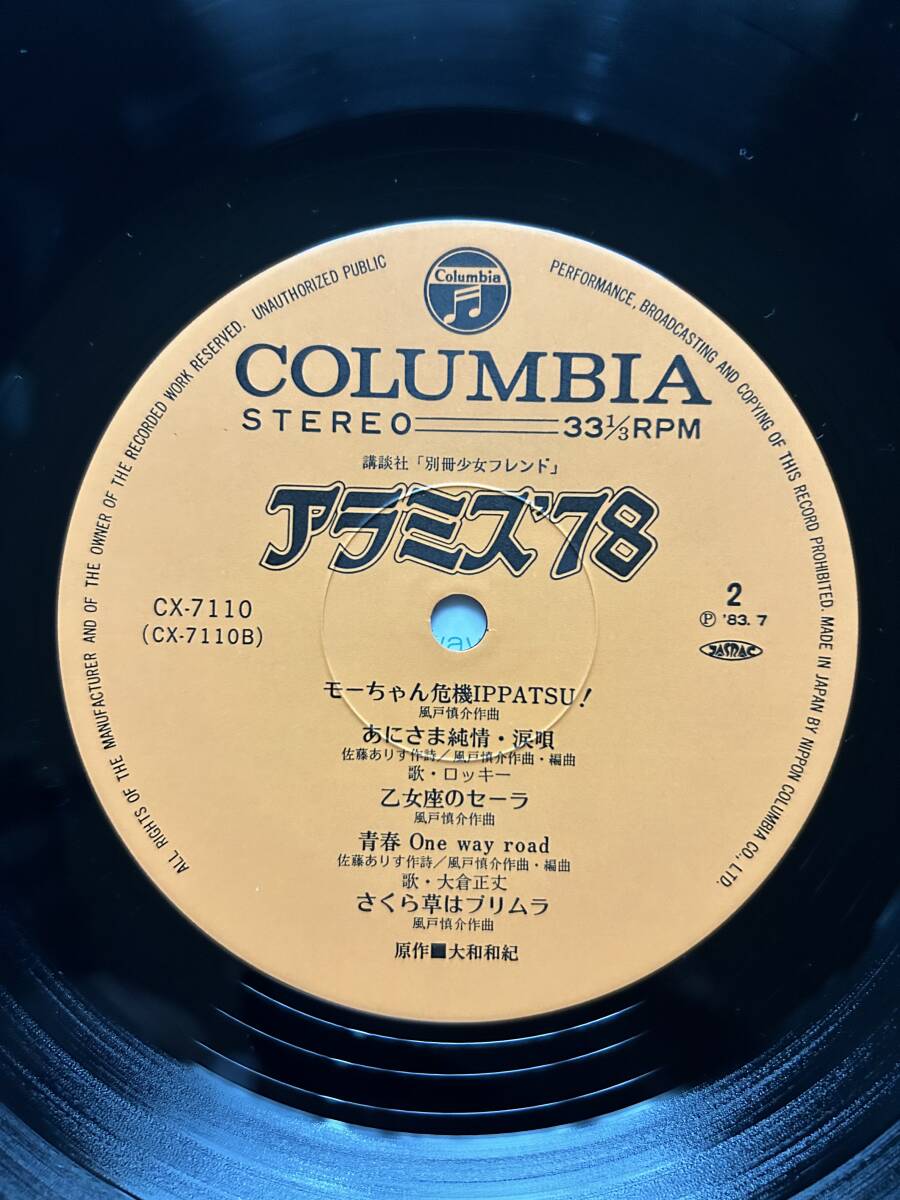 Columbia
COLUMBIA
STEREO 33⅓RPM
講談社「別冊少女フレンド」
アラミス'78
CX-7110
(CX-7110B)
2
Ⓟ '83. 7
JASRAC
モーちゃん危機IPPATSU!
風戸慎介作曲
あにさま純情・涙唄
佐藤ありす作詩/風戸慎介作曲・編曲
歌・ロッキー
乙女座のセーラ
風戸慎介作曲
青春 One way road
佐藤ありす作詩/風戸慎介作曲・編曲
歌・大倉正丈
さくら草はプリムラ
風戸慎介作曲
原作■大和和紀
ALL RIGHTS OF THE MANUFACTURER AND OF THE OWNER OF THE RECORDED WORK RESERVED. UNAUTHORIZED PUBLIC PERFORMANCE, BROADCASTING AND COPYING OF THIS RECORD PROHIBITED. MADE IN JAPAN BY NIPPON COLUMBIA CO., LTD.